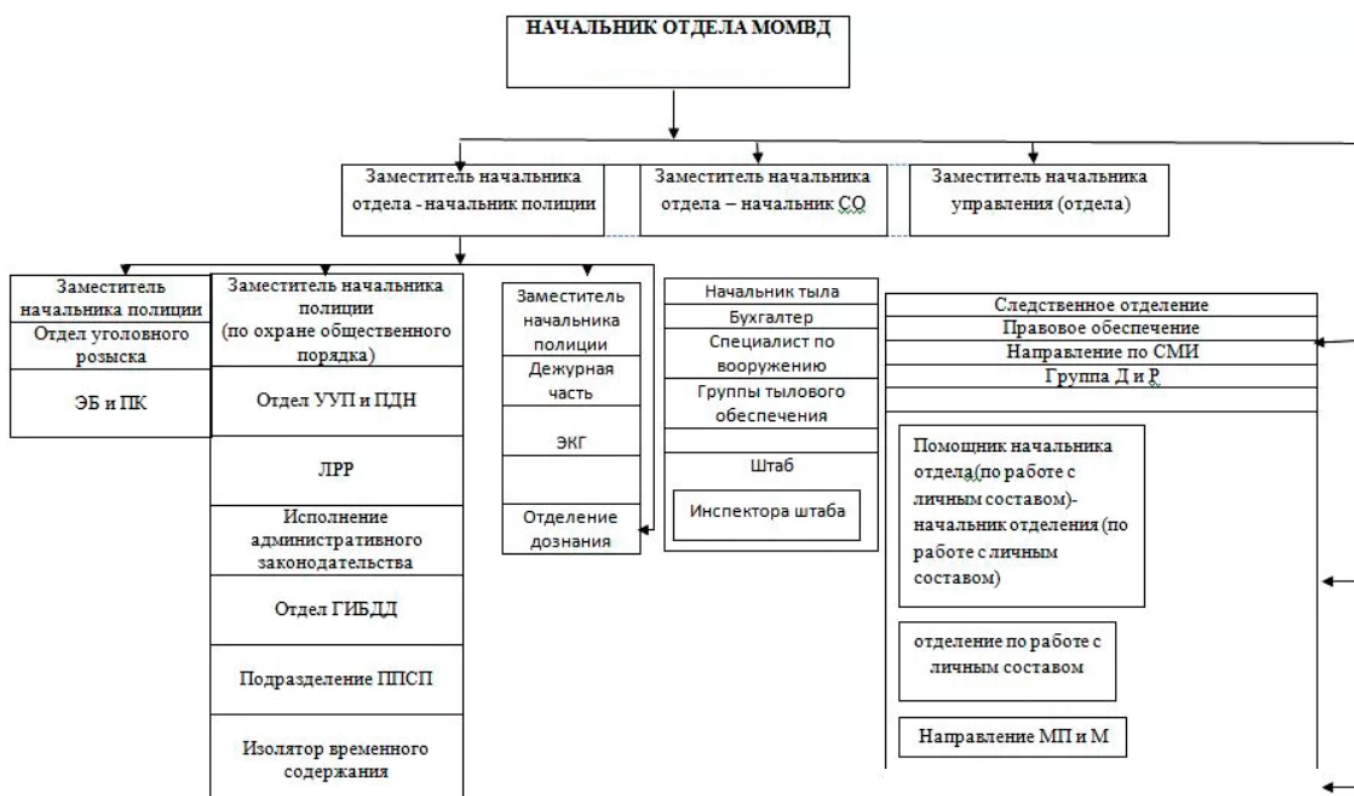 НАЧАЛЬНИК ОТДЕЛА МОМВД
Заместитель начальника
отдела - начальник полиции
Заместитель начальника
отдела – начальник СО
Заместитель начальника
управления (отдела)
Заместитель
начальника полиции
Отдел уголовного
розыска
ЭБ и ПК
Заместитель начальника
полиции
(по охране общественного
порядка)
Отдел УУП и ПДН
ЛРР
Исполнение
административного
законодательства
Отдел ГИБДД
Подразделение ППСП
Изолятор временного
содержания
Заместитель
начальника
полиции
Дежурная
часть
ЭКГ
Отделение
дознания
Начальник тыла
Бухгалтер
Специалист по
вооружению
Группы тылового
обеспечения
Штаб
Инспектора штаба
Следственное отделение
Правовое обеспечение
Направление по СМИ
Группа Д и Р
Помощник начальника
отдела(по работе с
личным составом)-
начальник отделения (по
работе с личным
составом)
отделение по работе с
личным составом
Направление МП и М